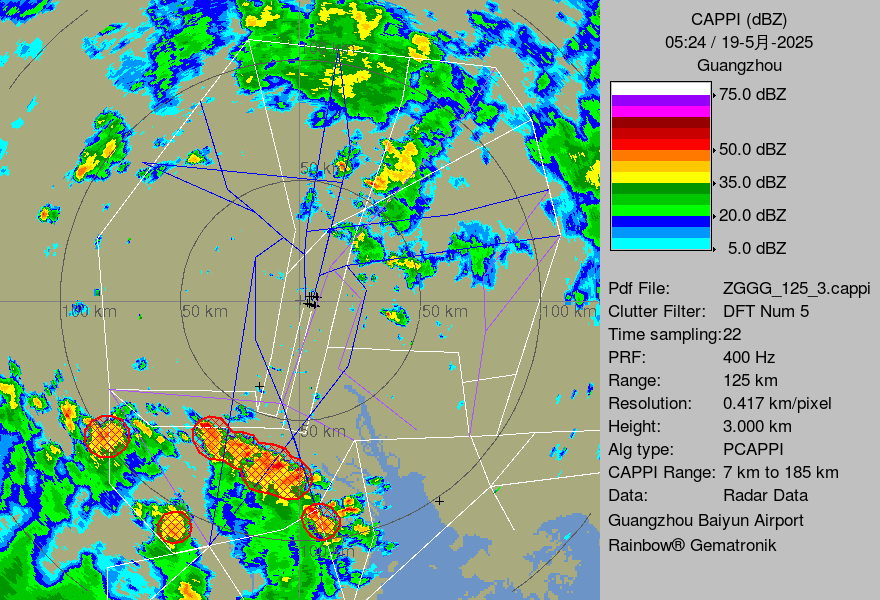 CAPPI (dBZ)
05:24 / 19-5月-2025
Guangzhou
75.0 dBZ
50.0 dBZ
35.0 dBZ
20.0 dBZ
5.0 dBZ
Pdf File: ZGGG_125_3.cappi
Clutter Filter: DFT Num 5
Time sampling:22
PRF: 400 Hz
Range: 125 km
Resolution: 0.417 km/pixel
Height: 3.000 km
Alg type: PCAPPI
CAPPI Range: 7 km to 185 km
Data: Radar Data
Guangzhou Baiyun Airport
Rainbow® Gematronik
50 km
100 km 50 km 50 km 100 km
50 km
100 km